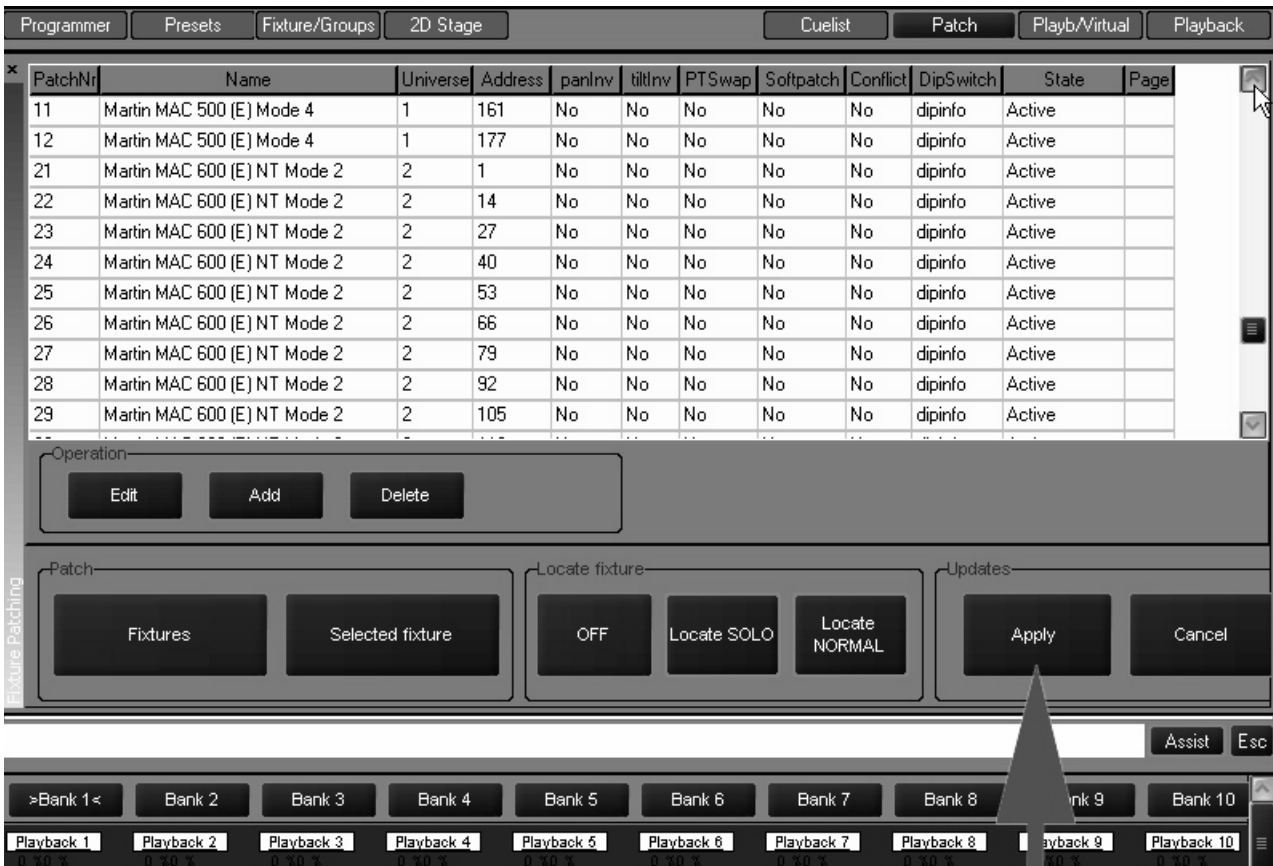 Programmer Presets Fixture/Groups 2D Stage Cuelist Patch Playb/Virtual Playback
× PatchNr Name Universe Address panInv tiltInv PTSwap Softpatch Conflict DipSwitch State Page
11 Martin MAC 500 (E) Mode 4 1 161 No No No No No dipinfo Active
12 Martin MAC 500 (E) Mode 4 1 177 No No No No No dipinfo Active
21 Martin MAC 600 (E) NT Mode 2 2 1 No No No No No dipinfo Active
22 Martin MAC 600 (E) NT Mode 2 2 14 No No No No No dipinfo Active
23 Martin MAC 600 (E) NT Mode 2 2 27 No No No No No dipinfo Active
24 Martin MAC 600 (E) NT Mode 2 2 40 No No No No No dipinfo Active
25 Martin MAC 600 (E) NT Mode 2 2 53 No No No No No dipinfo Active
26 Martin MAC 600 (E) NT Mode 2 2 66 No No No No No dipinfo Active
27 Martin MAC 600 (E) NT Mode 2 2 79 No No No No No dipinfo Active
28 Martin MAC 600 (E) NT Mode 2 2 92 No No No No No dipinfo Active
29 Martin MAC 600 (E) NT Mode 2 2 105 No No No No No dipinfo Active
Operation
Edit Add Delete
Patch Locate fixture Updates
Fixtures Selected fixture OFF Locate SOLO Locate NORMAL Apply Cancel
Fixture Patching
Assist Esc
>Bank 1< Bank 2 Bank 3 Bank 4 Bank 5 Bank 6 Bank 7 Bank 8 Bank 10
Playback 1 Playback 2 Playback 3 Playback 4 Playback 5 Playback 6 Playback 7 Playback 8 Playback 10